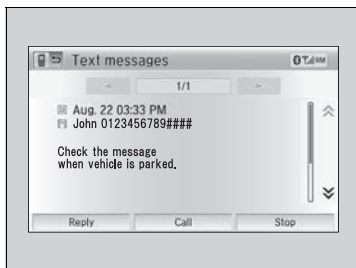 Text messages
1/1
Aug. 22 03:33 PM
John 0123456789####
Check the message
when vehicle is parked.
Reply Call Stop